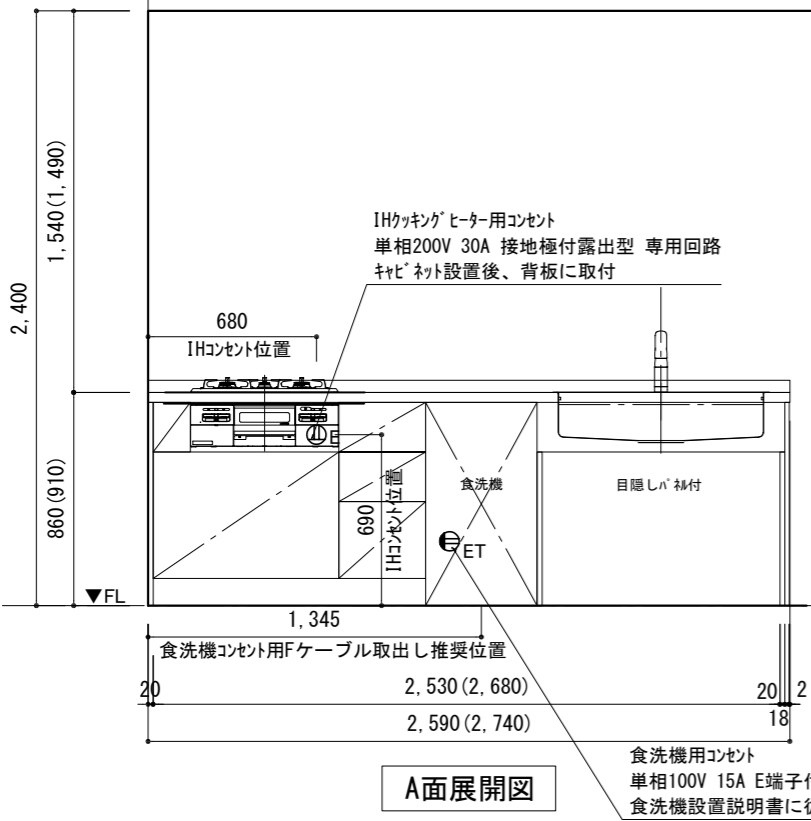 2,400
1,540(1,490)
860(910)
IHクッキングヒーター用コンセント
単相200V 30A 接地極付露出型 専用回路
キャビネット設置後、背板に取付
680
IHコンセント位置
食洗機
目隠しパネル付
690
IHコンセント位置
ET
▼FL
1,345
食洗機コンセント用Fケーブル取出し推奨位置
20
2,530(2,680)
20
2
18
2,590(2,740)
A面展開図
食洗機用コンセント
単相100V 15A E端子付
食洗機設置説明書に